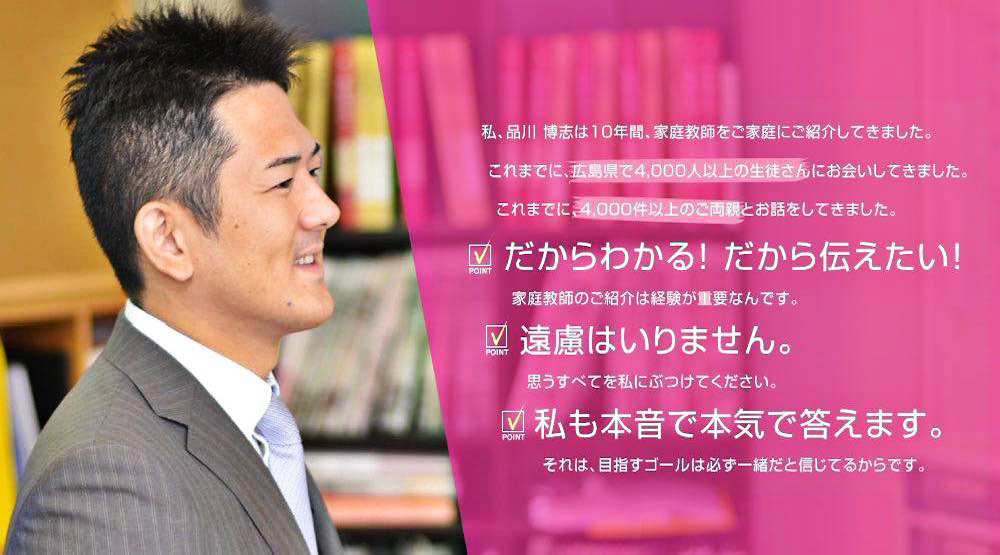 私、品川 博志は10年間、家庭教師をご家庭にご紹介してきました。
これまでに、広島県で4,000人以上の生徒さんにお会いしてきました。
これまでに、4,000件以上のご両親とお話をしてきました。
POINT だからわかる! だから伝えたい!
家庭教師のご紹介は経験が重要なんです。
POINT 遠慮はいりません。
思うすべてを私にぶつけてください。
POINT 私も本音で本気で答えます。
それは、目指すゴールは必ず一緒だと信じてるからです。